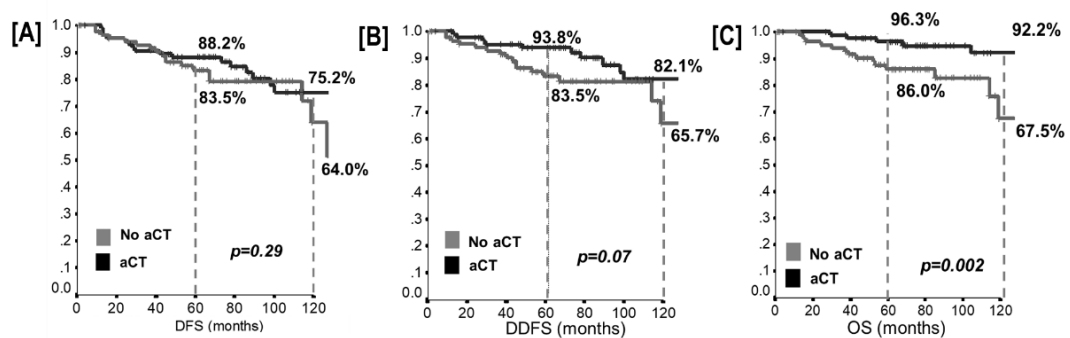 [A]
1.0
.9
.8
.7
.6
.5
.4
.3
.2
.1
0.0
88.2%
83.5%
75.2%
64.0%
No aCT
aCT
p=0.29
0 20 40 60 80 100 120
DFS (months)
[B]
1.0
.9
.8
.7
.6
.5
.4
.3
.2
.1
0.0
93.8%
83.5%
82.1%
65.7%
No aCT
aCT
p=0.07
0 20 40 60 80 100 120
DDFS (months)
[C]
1.0
.9
.8
.7
.6
.5
.4
.3
.2
.1
0.0
96.3%
92.2%
86.0%
67.5%
No aCT
aCT
p=0.002
0 20 40 60 80 100 120
OS (months)